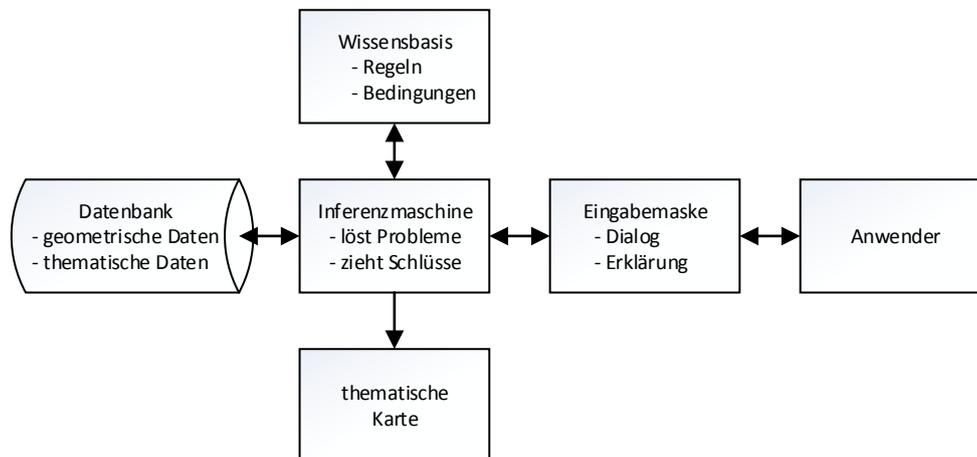 Wissensbasis
- Regeln
- Bedingungen
Datenbank
- geometrische Daten
- thematische Daten
Inferenzmaschine
- löst Probleme
- zieht Schlüsse
Eingabemaske
- Dialog
- Erklärung
Anwender
thematische
Karte